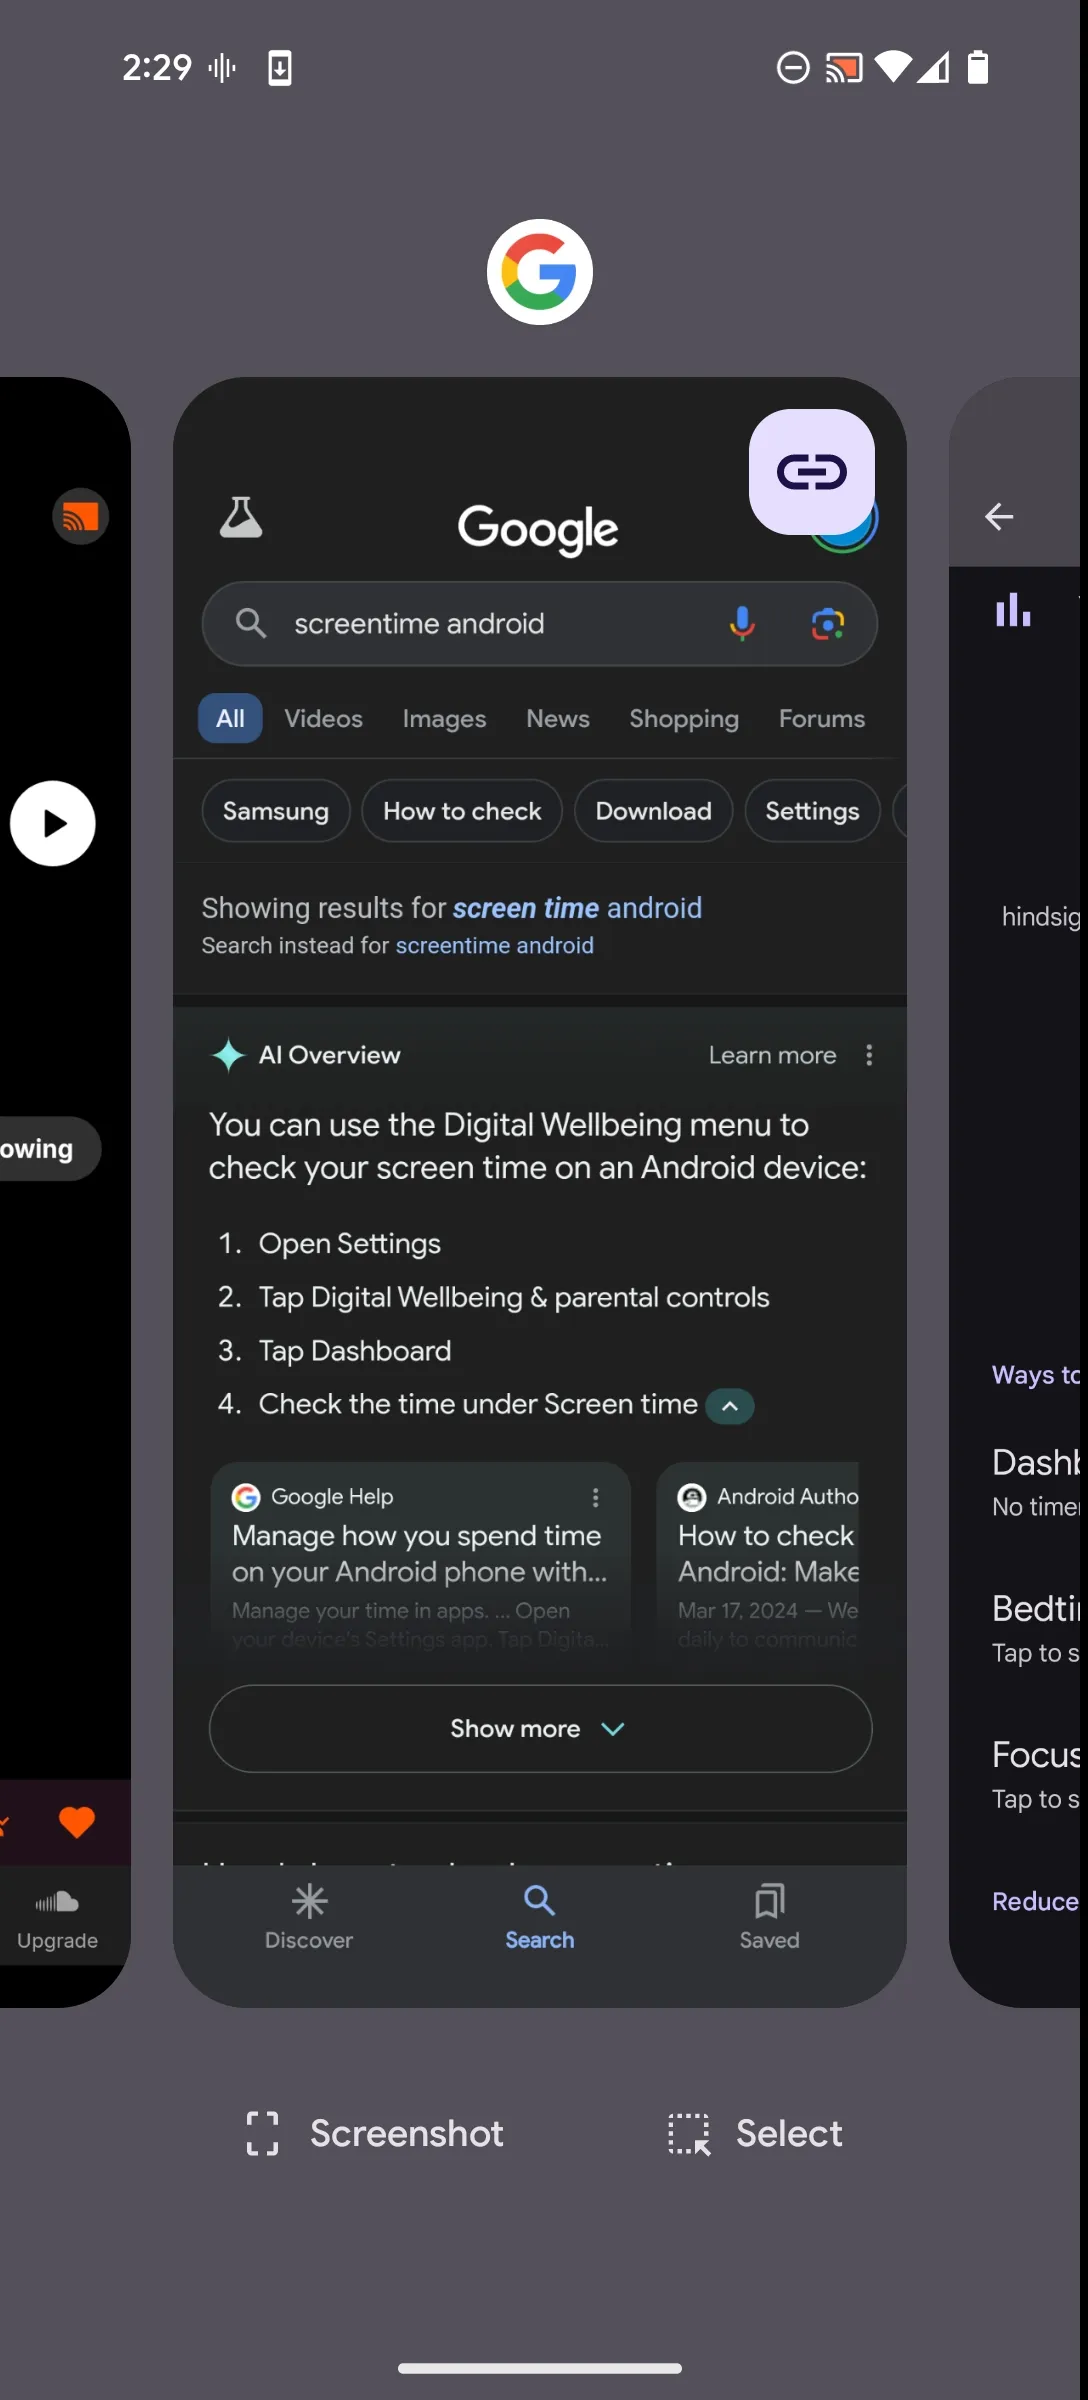 2:29
Google
screentime android
All Videos Images News Shopping Forums
Samsung How to check Download Settings
Showing results for screen time android
Search instead for screentime android
AI Overview Learn more
You can use the Digital Wellbeing menu to
check your screen time on an Android device:
1. Open Settings
2. Tap Digital Wellbeing & parental controls
3. Tap Dashboard
4. Check the time under Screen time
Google Help
Manage how you spend time
on your Android phone with...
Manage your time in apps. ... Open
your device's Settings app. Tap Digita...
Android Autho
How to check
Android: Make
Mar 17, 2024 — We
daily to communic
Show more
Discover Search Saved
owing
Upgrade
hindsig
Ways to
Dashb
No timer
Bedti
Tap to s
Focus
Tap to s
Reduce
Screenshot Select